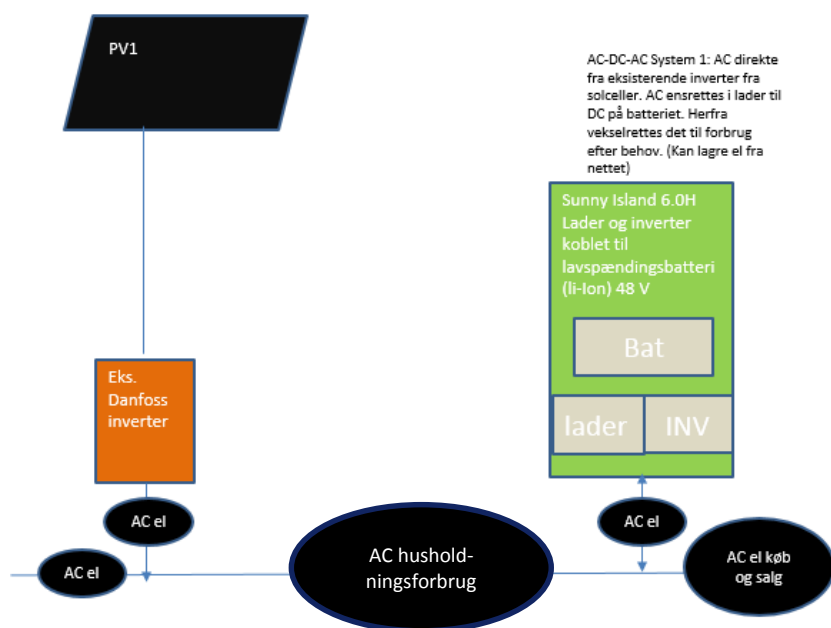 PV1
AC-DC-AC System 1: AC direkte
fra eksisterende inverter fra
solceller. AC ensrettes i lader til
DC på batteriet. Herfra
vekselrettes det til forbrug
efter behov. (Kan lagre el fra
nettet)
Sunny Island 6.0H
Lader og inverter
koblet til
lavspændingsbatteri
(li-Ion) 48 V
Bat
lader
INV
Eks.
Danfoss
inverter
AC el
AC el
AC el
AC hushold-
ningsforbrug
AC el køb
og salg